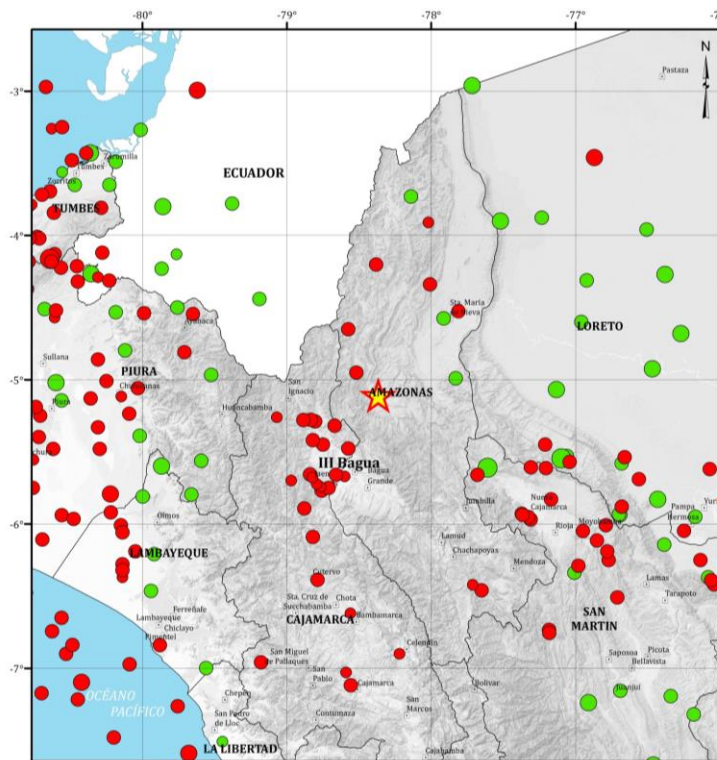 -80° -79° -78° -77°
N
Pastaza
-3°
Zarumilla
Tumbes
ECUADOR
Zorritos
TUMBES
-4°
Sta. Maria
de Nieva
LORETO
Ayabaca
Sullana
PIURA
Chulucanas
San
Ignacio
AMAZONAS
-5°
Piura
Huancabamba
III Bagua
Bagua
Grande
Jumbilla
Nueva
Cajamarca
Pampa
Hermosa
Yuri
Olmos
Rioja
Moyobamba
-6°
Lamud
Chachapoyas
LAMBAYEQUE
Mendoza
Cutervo
Lamas
Tarapoto
Sta. Cruz de
Succhabamba
Chota
Bambamarca
Ferreñafe
Lambayeque
Chiclayo
Pimentel
CAJAMARCA
SAN
MARTIN
Celendin
San Miguel
de Pallaques
Saposoa
Picota
Bellavista
-7°
San
Pablo
Cajamarca
Bolivar
Juanjui
OCÉANO
PACÍFICO
Chepen
San Pedro
de Lloc
San
Marcos
Contumaza
LA LIBERTAD
Cajabamba